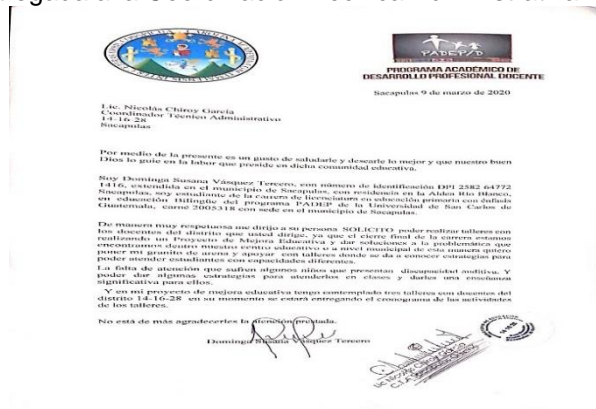 PADEP/D
PROGRAMA ACADÉMICO DE
DESARROLLO PROFESIONAL DOCENTE
Sacapulas 9 de marzo de 2020
Lic. Nicolás Chiroy García
Coordinador Técnico Administrativo
14-16-28
Sacapulas
Por medio de la presente es un gusto de saludarle y desearle lo mejor y que nuestro buen
Dios lo guie en la labor que preside en dicha comunidad educativa.
Soy Dominga Susana Vásquez Tercero, con número de identificación DPI 2582 64772
1416, extendida en el municipio de Sacapulas, con residencia en la Aldea Río Blanco,
Sacapulas, soy estudiante de la carrera de licenciatura en educación primaria con énfasis
en educación Bilingüe del programa PADEP de la Universidad de San Carlos de
Guatemala, carné 2005318 con sede en el municipio de Sacapulas.
De manera muy respetuosa me dirijo a su persona SOLICITO poder realizar talleres con
los docentes del distrito que usted dirige, ya que el cierre final de la carrera estamos
realizando un Proyecto de Mejora Educativa y dar soluciones a la problemática que
encontramos dentro nuestro centro educativo o a nivel municipal de esta manera quiero
poner mi granito de arena y apoyar con talleres donde se da a conocer estrategias para
poder atender estudiantes con capacidades diferentes.
La falta de atención que sufren algunos niños que presentan discapacidad auditiva. Y
poder dar algunas estrategias para atenderlos en clases y darles una enseñanza
significativa para ellos.
Y en mi proyecto de mejora educativa tengo contemplado tres talleres con docentes del
distrito 14-16-28 en su momento se estará entregando el cronograma de las actividades
de los talleres.
No está de más agradecerles la atención prestada.
Dominga Susana Vásquez Tercero
Lic. Nicolás Chiroy García